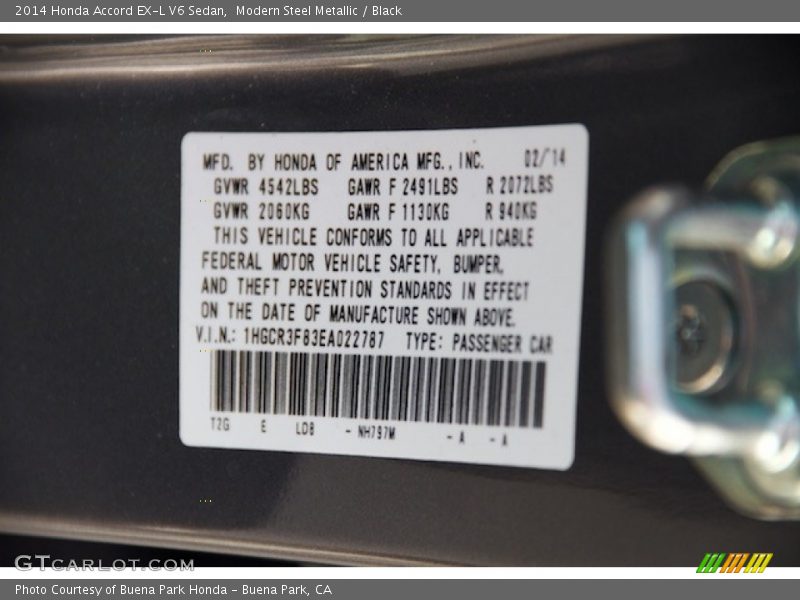 2014 Honda Accord EX-L V6 Sedan,  Modern Steel Metallic / Black
MFD. BY HONDA OF AMERICA MFG., INC. 02/14
GVWR 4542LBS GAWR F 2491LBS R 2072LBS
GVWR 2060KG GAWR F 1130KG R 940KG
THIS VEHICLE CONFORMS TO ALL APPLICABLE
FEDERAL MOTOR VEHICLE SAFETY, BUMPER,
AND THEFT PREVENTION STANDARDS IN EFFECT
ON THE DATE OF MANUFACTURE SHOWN ABOVE.
V.I.N.: 1HGCR3F83EA022787 TYPE: PASSENGER CAR
T2G E LDB - NH797M - A - A
GTCARLOT.COM
Photo Courtesy of Buena Park Honda - Buena Park, CA